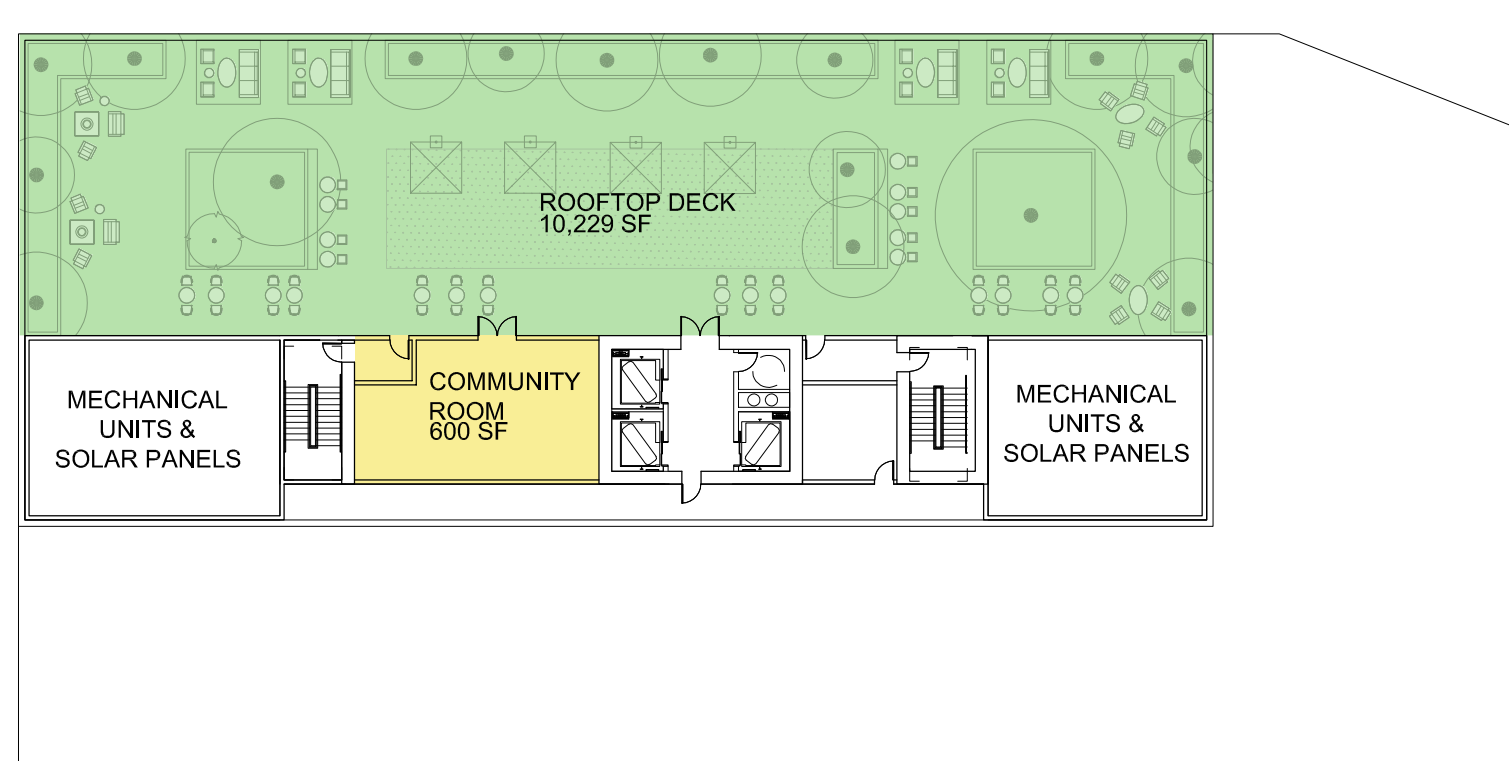 ROOFTOP DECK
10,229 SF
MECHANICAL
UNITS &
SOLAR PANELS
COMMUNITY
ROOM
600 SF
MECHANICAL
UNITS &
SOLAR PANELS